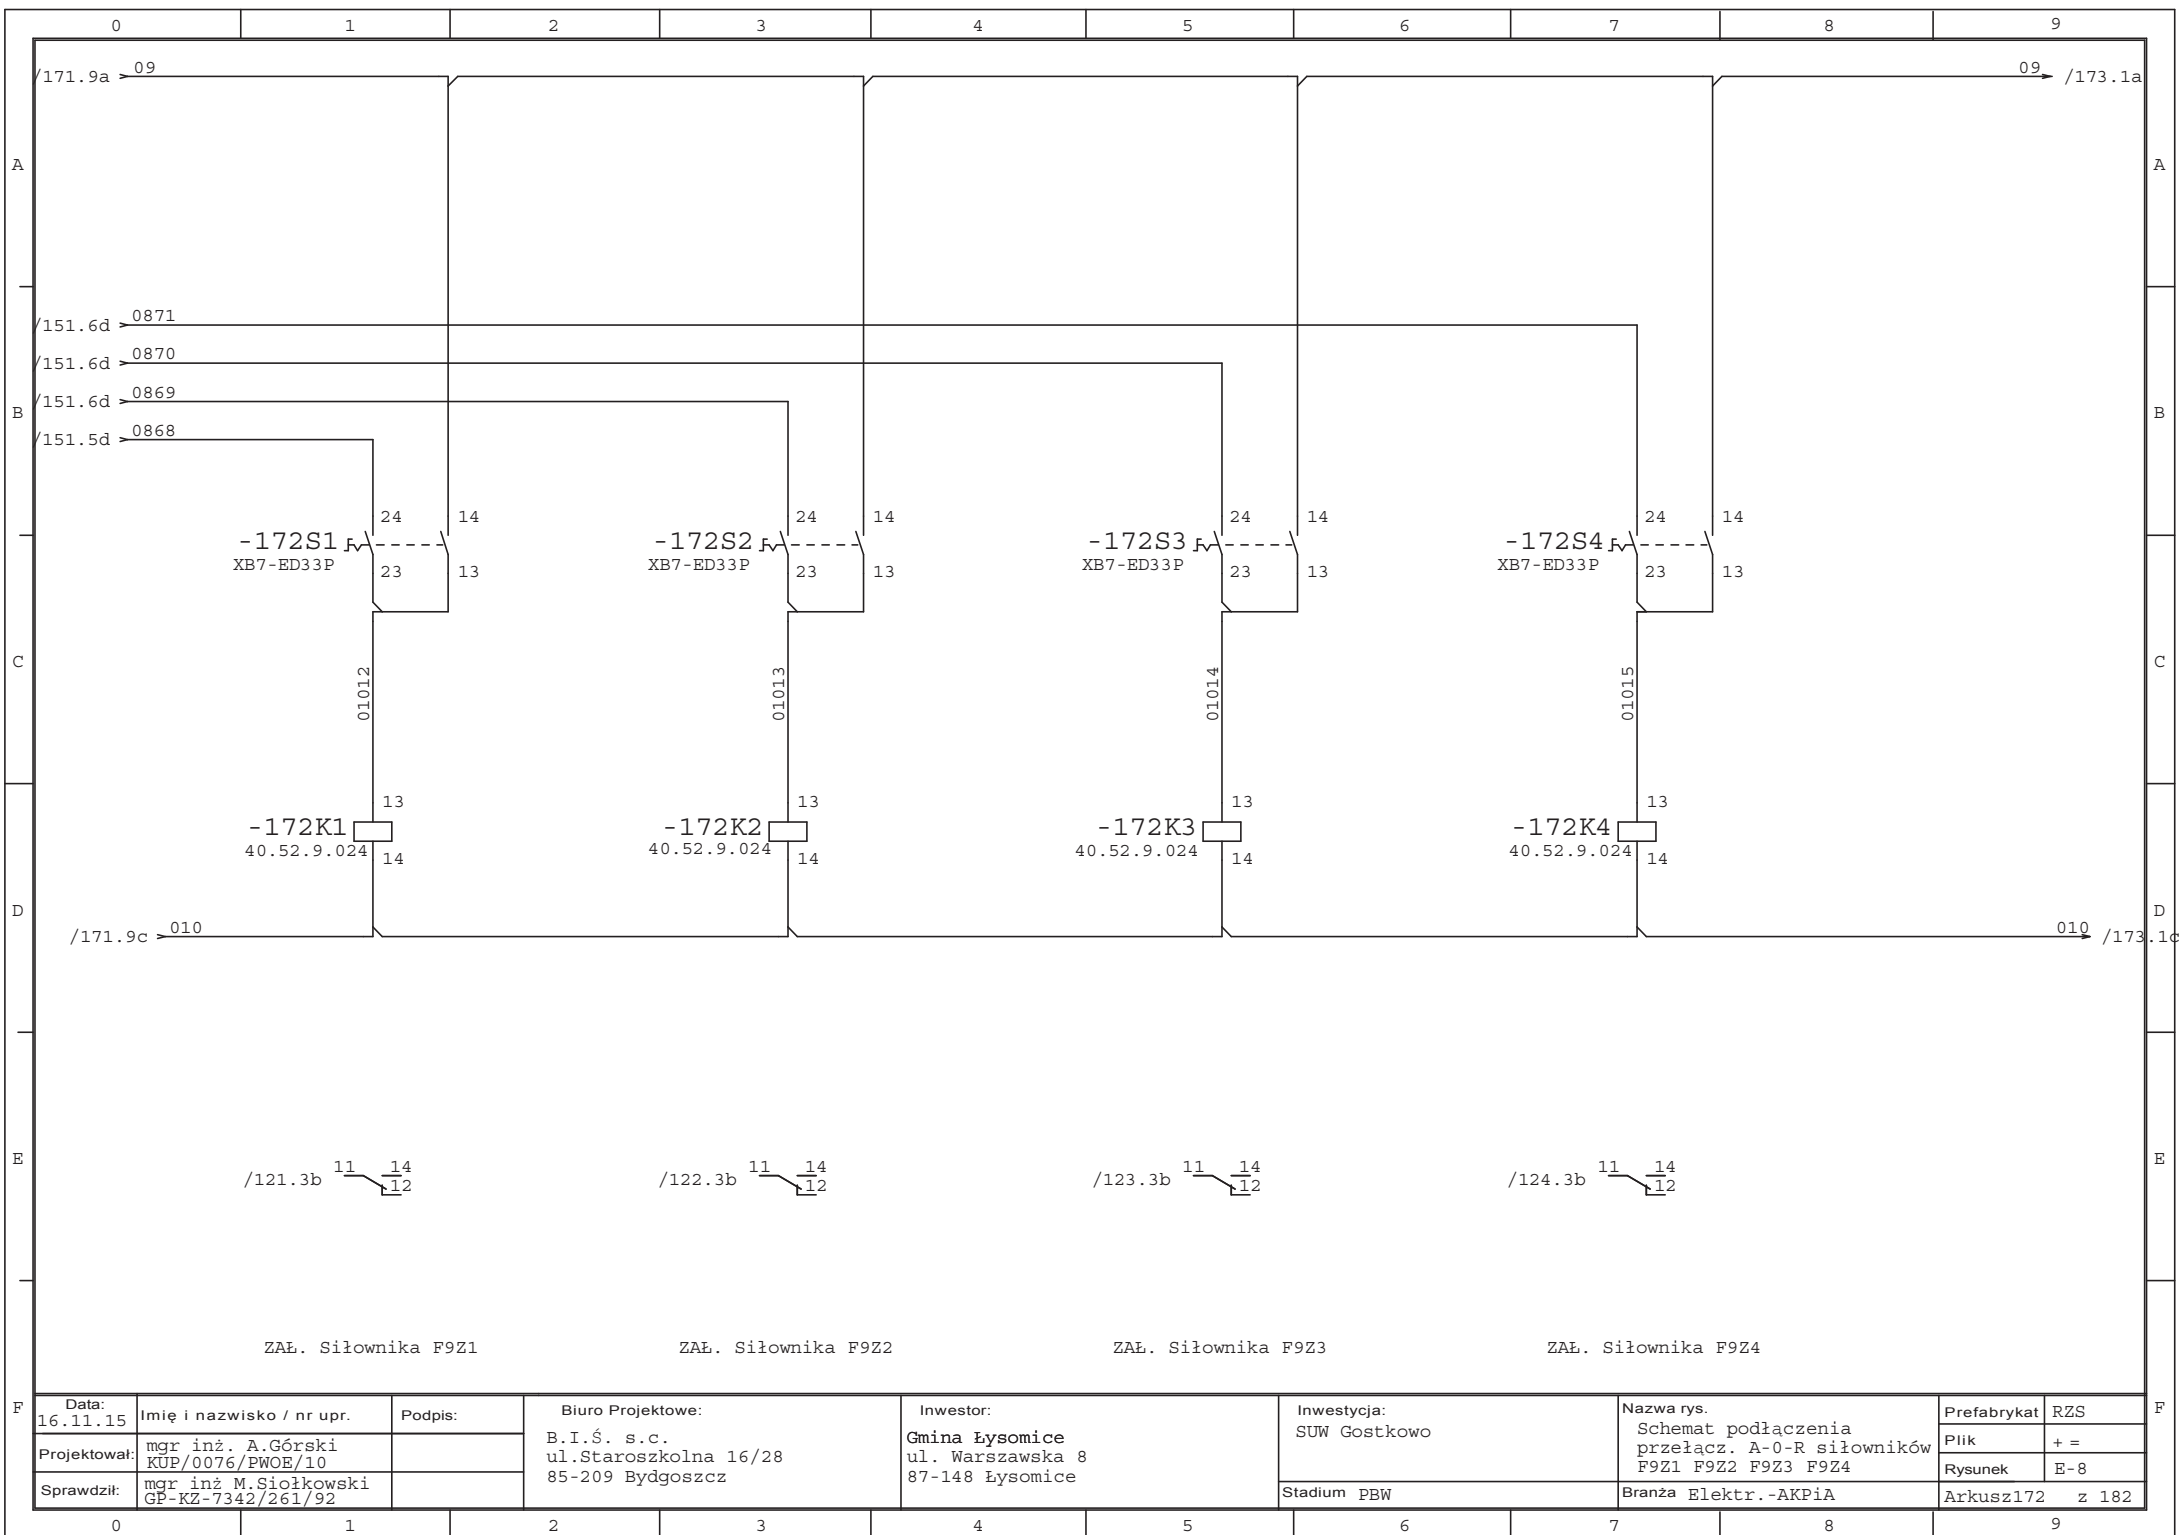 0 1 2 3 4 5 6 7 8 9
/171.9a 09 09 /173.1a
A A
/151.6d 0871
/151.6d 0870
/151.6d 0869
B B
/151.5d 0868
24 14 24 14 24 14 24 14
-172S1 -172S2 -172S3 -172S4
XB7-ED33P XB7-ED33P XB7-ED33P XB7-ED33P
23 13 23 13 23 13 23 13
C C
01012 01013 01014 01015
13 13 13 13
-172K1 -172K2 -172K3 -172K4
40.52.9.024 40.52.9.024 40.52.9.024 40.52.9.024
14 14 14 14
D D
/171.9c 010 010 /173.1c
E E
/121.3b 11 14 /122.3b 11 14 /123.3b 11 14 /124.3b 11 14
12 12 12 12
ZAŁ. Siłownika F9Z1 ZAŁ. Siłownika F9Z2 ZAŁ. Siłownika F9Z3 ZAŁ. Siłownika F9Z4
F F
Data:
16.11.15
Imię i nazwisko / nr upr.
Podpis:
Projektował:
mgr inż. A.Górski
KUP/0076/PWOE/10
Sprawdził:
mgr inż M.Siołkowski
GP-KZ-7342/261/92
Biuro Projektowe:
B.I.Ś. s.c.
ul.Staroszkolna 16/28
85-209 Bydgoszcz
Inwestor:
Gmina Łysomice
ul. Warszawska 8
87-148 Łysomice
Inwestycja:
SUW Gostkowo
Stadium PBW
Nazwa rys.
Schemat podłączenia
przełącz. A-0-R siłowników
F9Z1 F9Z2 F9Z3 F9Z4
Branża Elektr.-AKPiA
Prefabrykat RZS
Plik + =
Rysunek E-8
Arkusz172 z 182
0 1 2 3 4 5 6 7 8 9